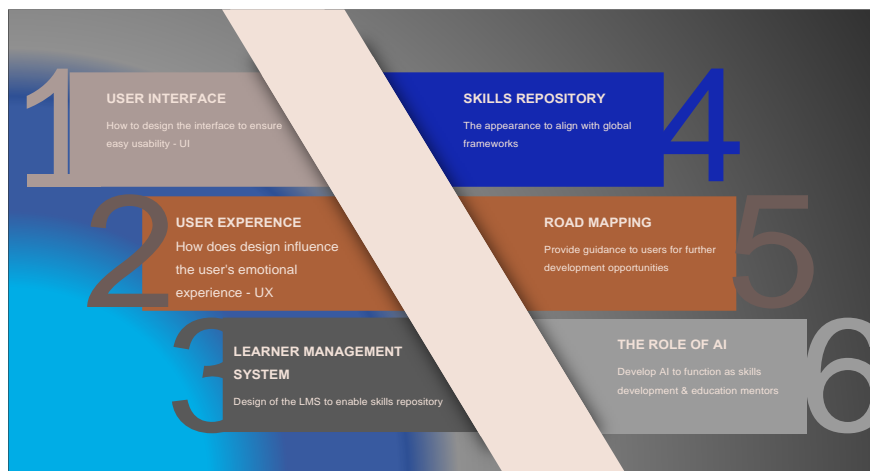 1
USER INTERFACE
How to design the interface to ensure
easy usability - UI
2
USER EXPERENCE
How does design influence
the user's emotional
experience - UX
3
LEARNER MANAGEMENT
SYSTEM
Design of the LMS to enable skills repository
4
SKILLS REPOSITORY
The appearance to align with global
frameworks
5
ROAD MAPPING
Provide guidance to users for further
development opportunities
6
THE ROLE OF AI
Develop AI to function as skills
development & education mentors